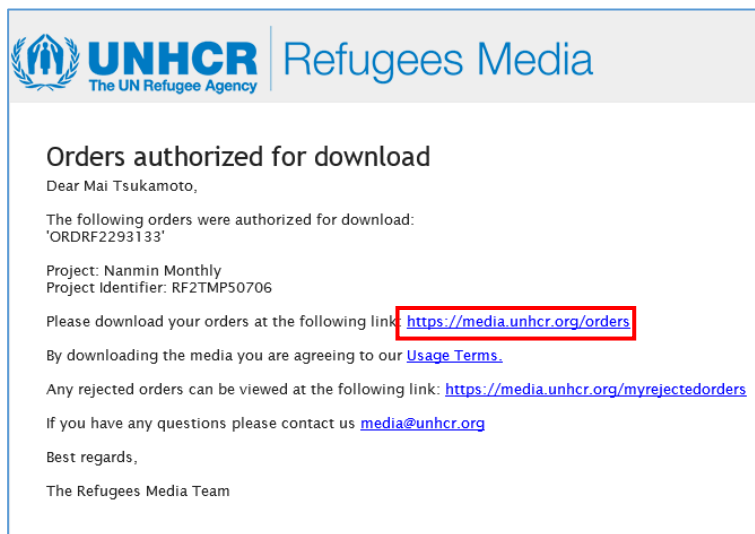 UNHCR
The UN Refugee Agency
Refugees Media
Orders authorized for download
Dear Mai Tsukamoto,
The following orders were authorized for download:
'ORDRF2293133'
Project: Nanmin Monthly
Project Identifier: RF2TMP50706
Please download your orders at the following link: https://media.unhcr.org/orders
By downloading the media you are agreeing to our Usage Terms.
Any rejected orders can be viewed at the following link: https://media.unhcr.org/myrejectedorders
If you have any questions please contact us media@unhcr.org
Best regards,
The Refugees Media Team